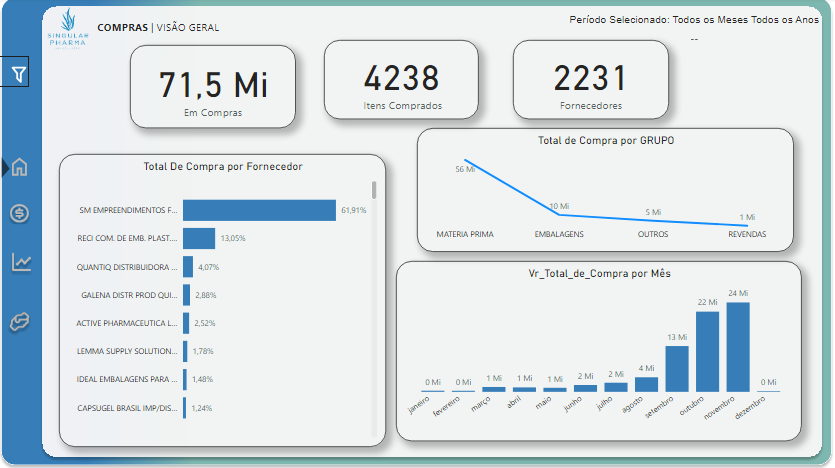 SINGULAR
PHARMA
COMPRAS | VISÃO GERAL
Período Selecionado: Todos os Meses Todos os Anos
--
71,5 Mi
Em Compras
4238
Itens Comprados
2231
Fornecedores
Total De Compra por Fornecedor
SM EMPREENDIMENTOS F... 61,91%
RECI COM. DE EMB. PLAST.... 13,05%
QUANTIQ DISTRIBUIDORA ... 4,07%
GALENA DISTR PROD QUI... 2,88%
ACTIVE PHARMACEUTICA L... 2,52%
LEMMA SUPPLY SOLUTION... 1,78%
IDEAL EMBALAGENS PARA ... 1,48%
CAPSUGEL BRASIL IMP/DIS... 1,24%
Total de Compra por GRUPO
56 Mi 10 Mi 5 Mi 1 Mi
MATERIA PRIMA EMBALAGENS OUTROS REVENDAS
Vr_Total_de_Compra por Mês
0 Mi 0 Mi 1 Mi 1 Mi 1 Mi 2 Mi 2 Mi 4 Mi 13 Mi 22 Mi 24 Mi 0 Mi
janeiro fevereiro março abril maio junho julho agosto setembro outubro novembro dezembro